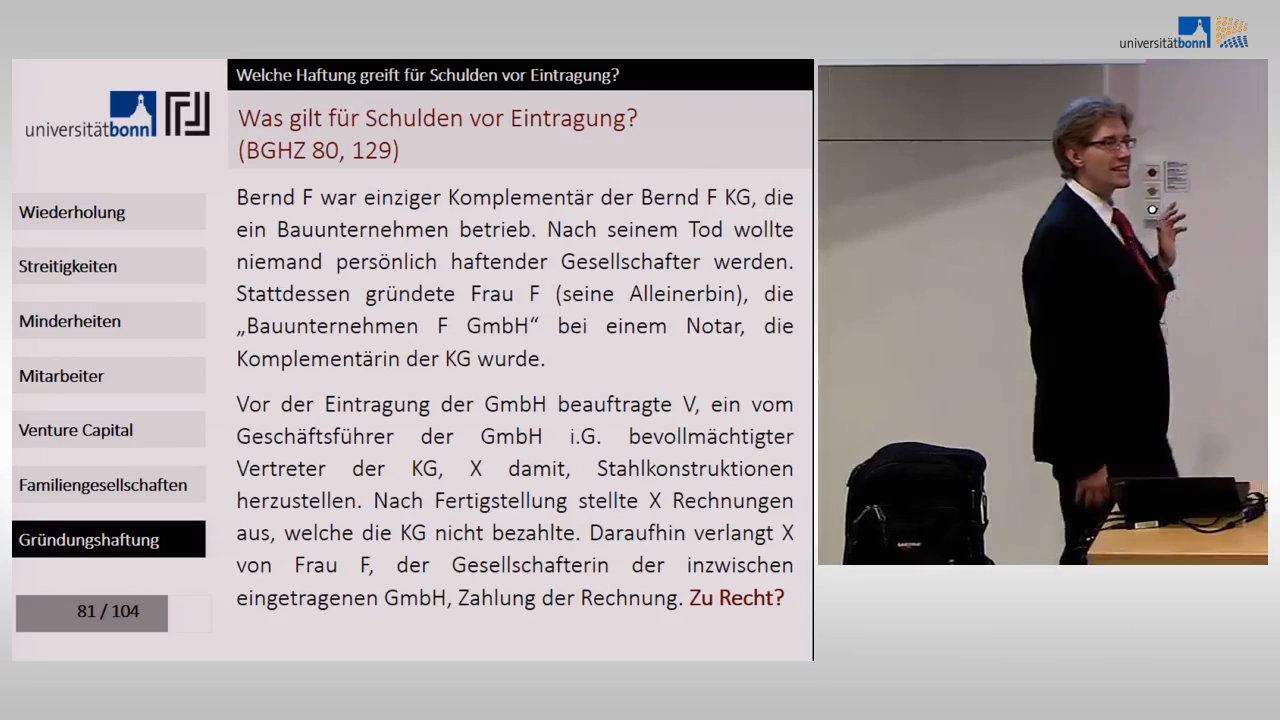 universitätbonn
Welche Haftung greift für Schulden vor Eintragung?
universitätbonn
Was gilt für Schulden vor Eintragung?
(BGHZ 80, 129)
Wiederholung
Streitigkeiten
Minderheiten
Mitarbeiter
Venture Capital
Familiengesellschaften
Gründungshaftung
81 / 104
Bernd F war einziger Komplementär der Bernd F KG, die
ein Bauunternehmen betrieb. Nach seinem Tod wollte
niemand persönlich haftender Gesellschafter werden.
Stattdessen gründete Frau F (seine Alleinerbin), die
„Bauunternehmen F GmbH“ bei einem Notar, die
Komplementärin der KG wurde.
Vor der Eintragung der GmbH beauftragte V, ein vom
Geschäftsführer der GmbH i.G. bevollmächtigter
Vertreter der KG, X damit, Stahlkonstruktionen
herzustellen. Nach Fertigstellung stellte X Rechnungen
aus, welche die KG nicht bezahlte. Daraufhin verlangt X
von Frau F, der Gesellschafterin der inzwischen
eingetragenen GmbH, Zahlung der Rechnung. Zu Recht?